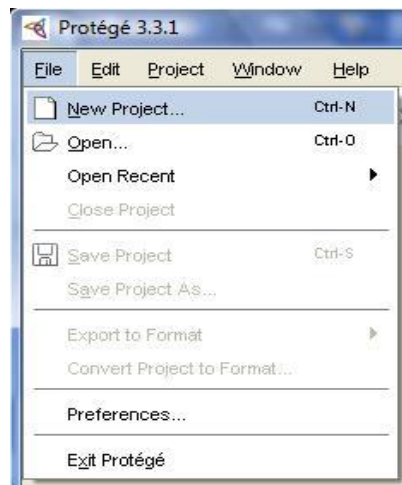 Protégé 3.3.1
File Edit Project Window Help
New Project... Ctrl-N
Open... Ctrl-O
Open Recent
Close Project
Save Project Ctrl-S
Save Project As...
Export to Format
Convert Project to Format...
Preferences...
Exit Protégé